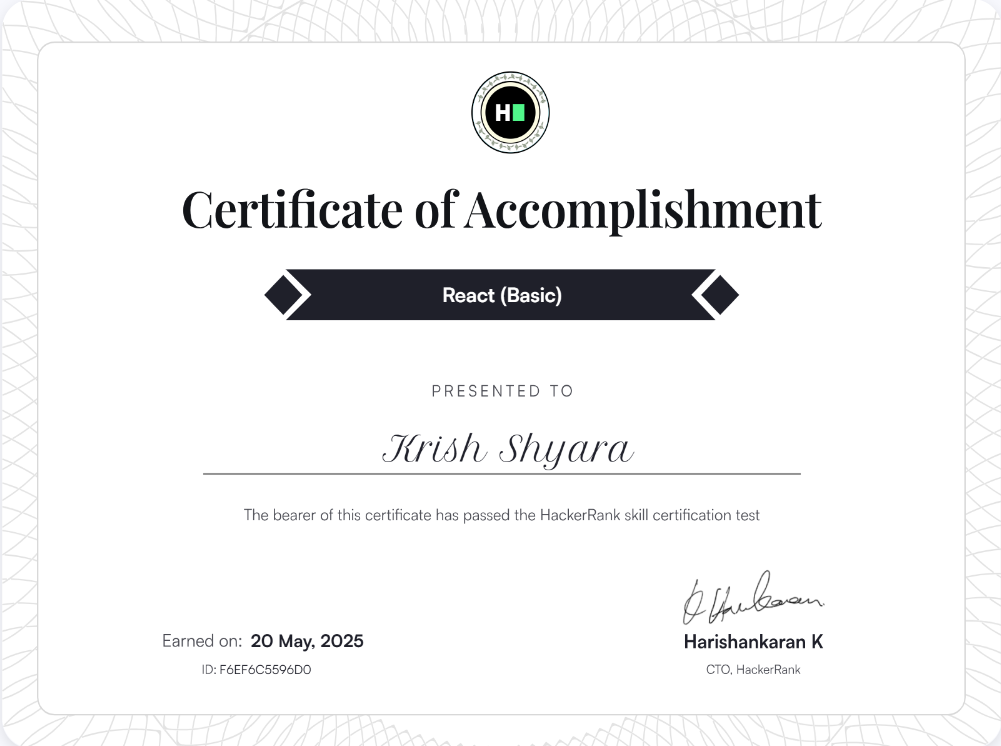 H
Certificate of Accomplishment
React (Basic)
PRESENTED TO
Krish Shyara
The bearer of this certificate has passed the HackerRank skill certification test
Earned on: 20 May, 2025
ID: F6EF6C5596D0
Harishankaran K
CTO, HackerRank